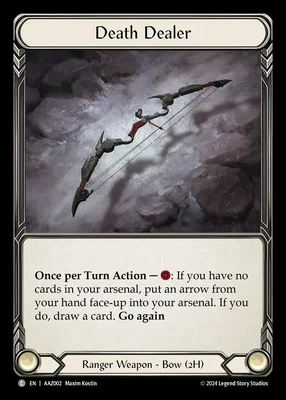 Death Dealer
Once per Turn Action — : If you have no
cards in your arsenal, put an arrow from
your hand face-up into your arsenal. If you
do, draw a card. Go again
Ranger Weapon - Bow (2H)
C EN | AAZ002 Maxim Kostin
© 2024 Legend Story Studios